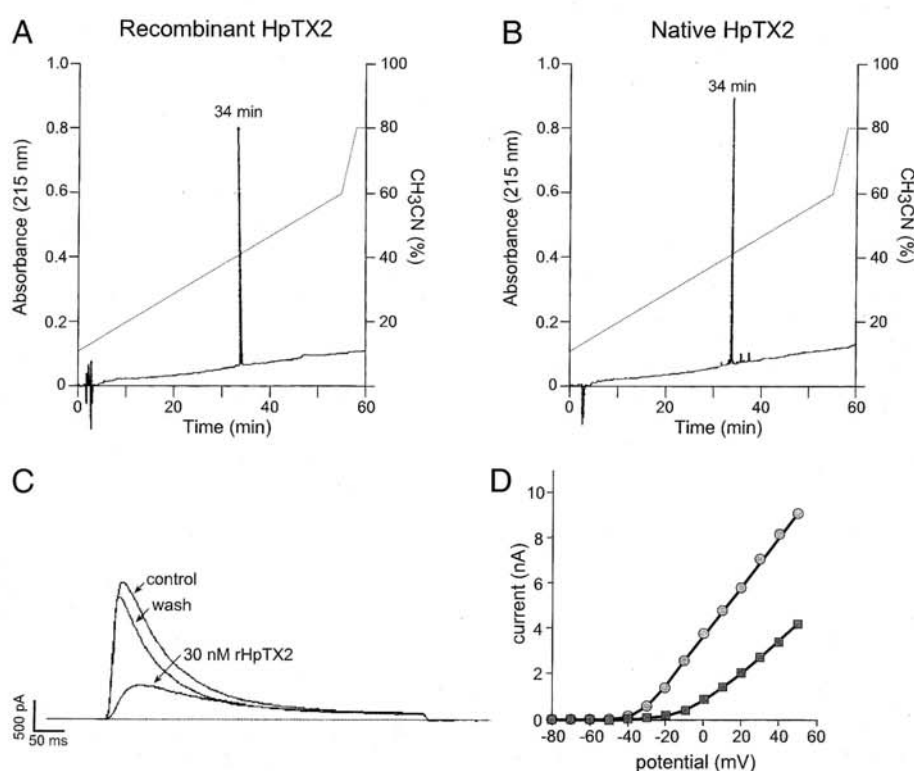 A
Recombinant HpTX2
Absorbance (215 nm)
1.0
0.8
0.6
0.4
0.2
0
34 min
100
80
60
40
20
CH3CN (%)
0
20
40
60
Time (min)
B
Native HpTX2
Absorbance (215 nm)
1.0
0.8
0.6
0.4
0.2
0
34 min
100
80
60
40
20
CH3CN (%)
0
20
40
60
Time (min)
C
control
wash
30 nM rHpTX2
500 pA
50 ms
D
current (nA)
10
8
6
4
2
0
-80
-60
-40
-20
0
20
40
60
potential (mV)